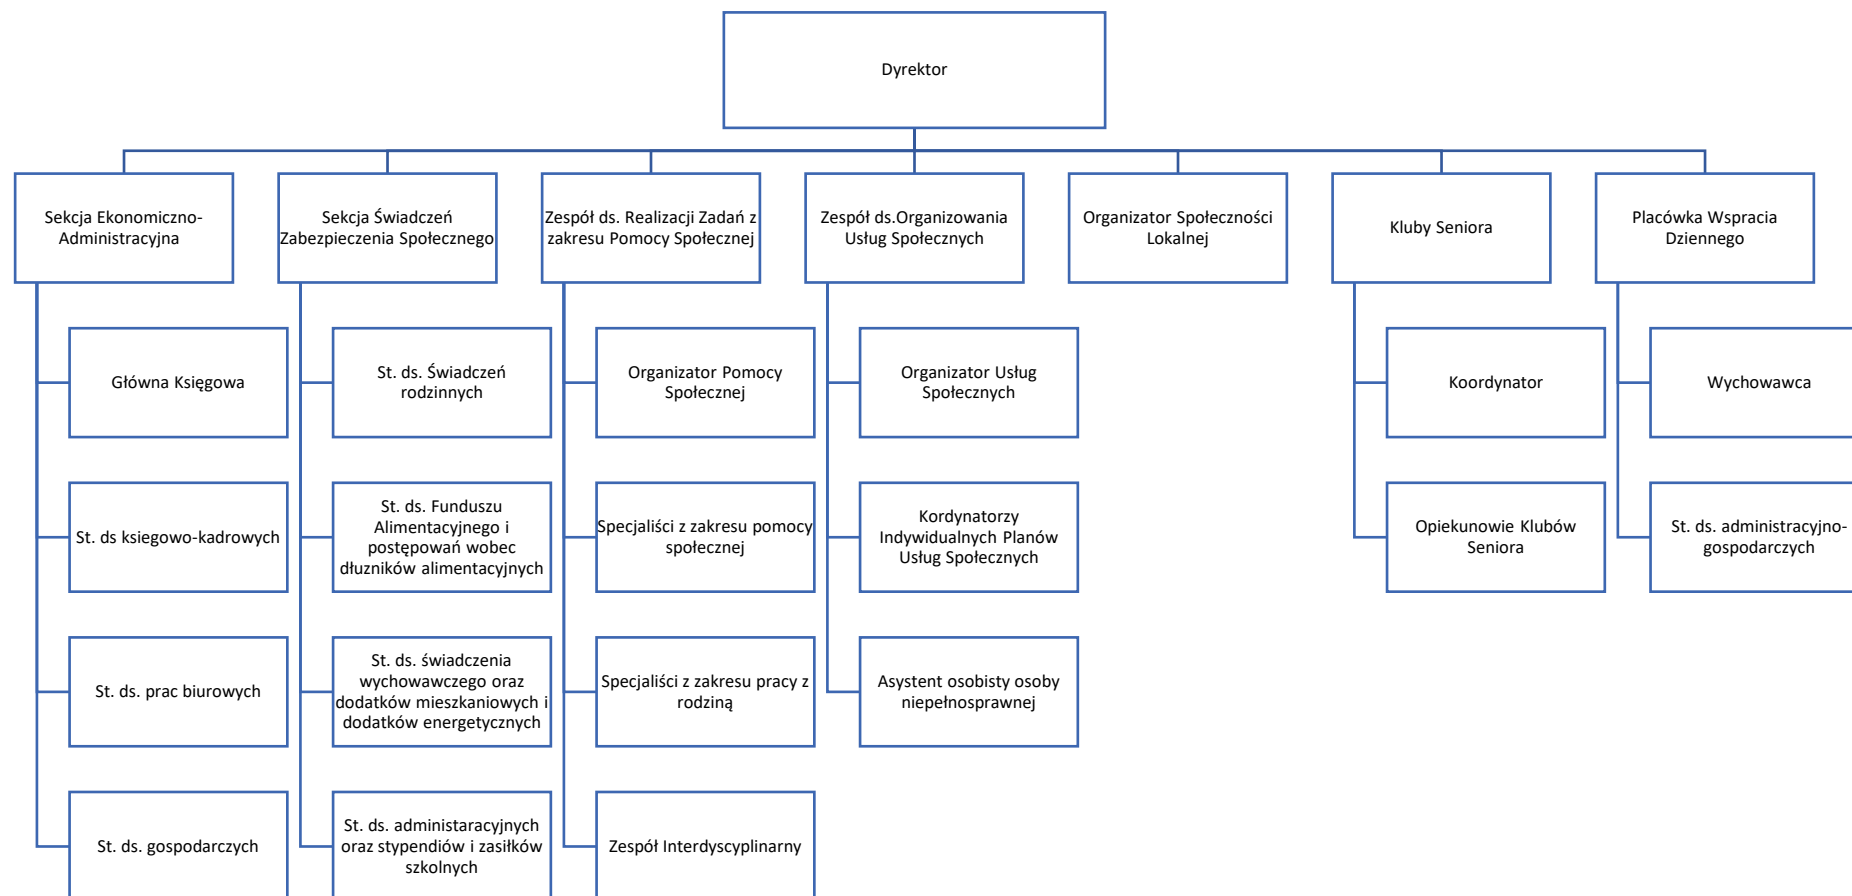 Dyrektor
Sekcja Ekonomiczno-
Administracyjna
Sekcja Świadczeń
Zabezpieczenia Społecznego
Zespół ds. Realizacji Zadań z
zakresu Pomocy Społecznej
Zespół ds.Organizowania
Usług Społecznych
Organizator Społeczności
Lokalnej
Kluby Seniora
Placówka Wspracia
Dziennego
Główna Księgowa
St. ds. Świadczeń
rodzinnych
Organizator Pomocy
Społecznej
Organizator Usług
Społecznych
Koordynator
Wychowawca
St. ds ksiegowo-kadrowych
St. ds. Funduszu
Alimentacyjnego i
postępowań wobec
dłuzników alimentacyjnych
Specjaliści z zakresu pomocy
społecznej
Kordynatorzy
Indywidualnych Planów
Usług Społecznych
Opiekunowie Klubów
Seniora
St. ds. administracyjno-
gospodarczych
St. ds. prac biurowych
St. ds. świadczenia
wychowawczego oraz
dodatków mieszkaniowych i
dodatków energetycznych
Specjaliści z zakresu pracy z
rodziną
Asystent osobisty osoby
niepełnosprawnej
St. ds. gospodarczych
St. ds. administaracyjnych
oraz stypendiów i zasiłków
szkolnych
Zespół Interdyscyplinarny